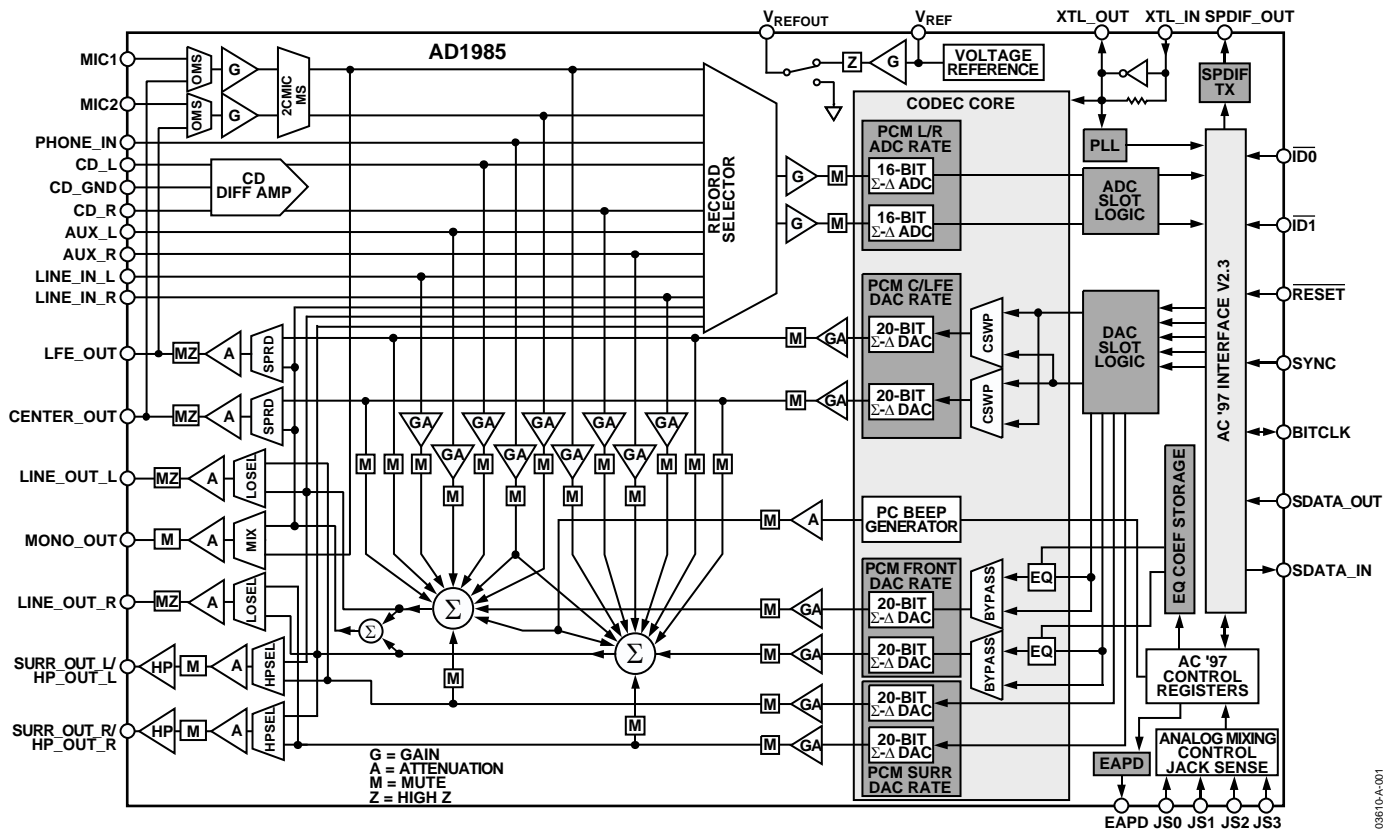 AD1985
V REFOUT
V REF
XTL_OUT
XTL_IN
SPDIF_OUT
MIC1
MIC2
PHONE_IN
CD_L
CD_GND
CD_R
AUX_L
AUX_R
LINE_IN_L
LINE_IN_R
LFE_OUT
CENTER_OUT
LINE_OUT_L
MONO_OUT
LINE_OUT_R
SURR_OUT_L/
HP_OUT_L
SURR_OUT_R/
HP_OUT_R
OMS
G
OMS
G
2CMIC
MS
CD
DIFF AMP
RECORD
SELECTOR
Z
G
VOLTAGE
REFERENCE
SPDIF
TX
PLL
CODEC CORE
PCM L/R
ADC RATE
G
M
16-BIT
Σ-Δ ADC
G
M
16-BIT
Σ-Δ ADC
ADC
SLOT
LOGIC
AC '97 INTERFACE V2.3
ID0
ID1
RESET
SYNC
BITCLK
SDATA_OUT
SDATA_IN
PCM C/LFE
DAC RATE
M
GA
20-BIT
Σ-Δ DAC
CSWP
M
GA
20-BIT
Σ-Δ DAC
CSWP
DAC
SLOT
LOGIC
MZ
A
SPRD
MZ
A
SPRD
MZ
A
LOSEL
M
A
MIX
MZ
A
LOSEL
HP
M
A
HPSEL
HP
M
A
HPSEL
GA
GA
GA
GA
GA
GA
GA
GA
M
M
M
M
M
M
M
M
M
M
M
M
Σ
Σ
Σ
M
M
M
A
PC BEEP
GENERATOR
EQ COEF STORAGE
PCM FRONT
DAC RATE
M
GA
20-BIT
Σ-Δ DAC
BYPASS
EQ
M
GA
20-BIT
Σ-Δ DAC
BYPASS
EQ
M
GA
20-BIT
Σ-Δ DAC
M
GA
20-BIT
Σ-Δ DAC
PCM SURR
DAC RATE
AC '97
CONTROL
REGISTERS
ANALOG MIXING
CONTROL
JACK SENSE
EAPD
G = GAIN
A = ATTENUATION
M = MUTE
Z = HIGH Z
EAPD JS0 JS1 JS2 JS3
03610-A-001